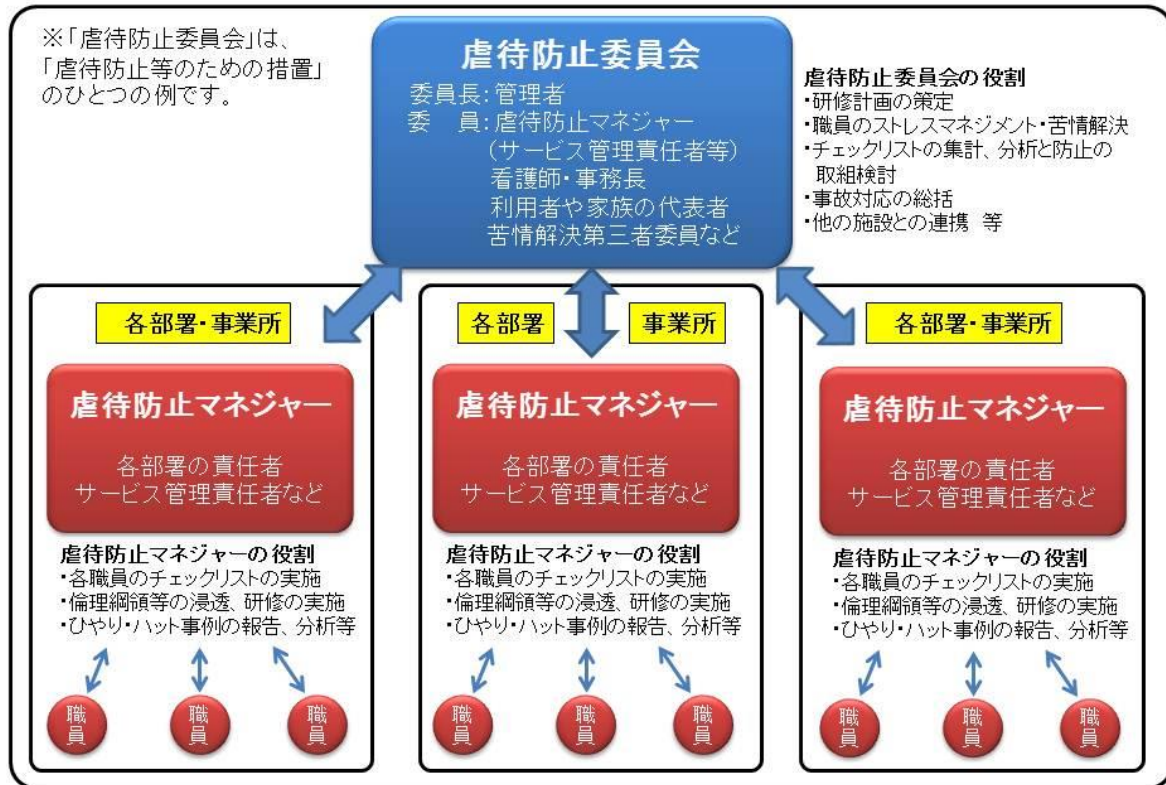 ※「虐待防止委員会」は、
「虐待防止等のための措置」
のひとつの例です。
虐待防止委員会
委員長：管理者
委　員：虐待防止マネジャー
（サービス管理責任者等）
看護師・事務長
利用者や家族の代表者
苦情解決第三者委員など
虐待防止委員会の役割
・研修計画の策定
・職員のストレスマネジメント・苦情解決
・チェックリストの集計、分析と防止の
取組検討
・事故対応の総括
・他の施設との連携　等
各部署・事業所
虐待防止マネジャー
各部署の責任者
サービス管理責任者など
虐待防止マネジャーの役割
・各職員のチェックリストの実施
・倫理綱領等の浸透、研修の実施
・ひやり・ハット事例の報告、分析等
職員
職員
職員
各部署
事業所
虐待防止マネジャー
各部署の責任者
サービス管理責任者など
虐待防止マネジャーの役割
・各職員のチェックリストの実施
・倫理綱領等の浸透、研修の実施
・ひやり・ハット事例の報告、分析等
職員
職員
職員
各部署・事業所
虐待防止マネジャー
各部署の責任者
サービス管理責任者など
虐待防止マネジャーの役割
・各職員のチェックリストの実施
・倫理綱領等の浸透、研修の実施
・ひやり・ハット事例の報告、分析等
職員
職員
職員